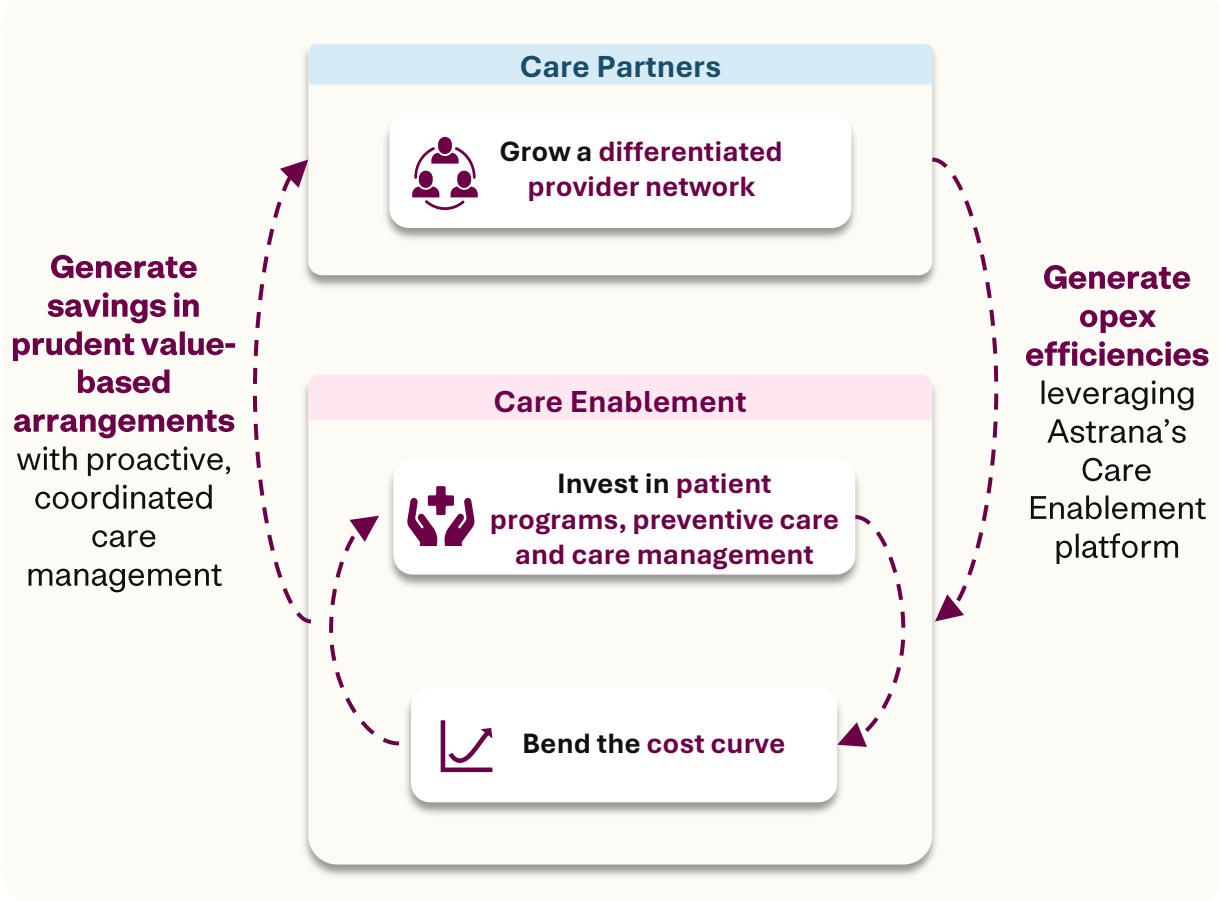 Care Partners
Grow a differentiated
provider network
Generate
savings in
prudent value-
based
arrangements
with proactive,
coordinated
care
management
Generate
opex
efficiencies
leveraging
Astrana’s
Care
Enablement
platform
Care Enablement
Invest in patient
programs, preventive care
and care management
Bend the cost curve